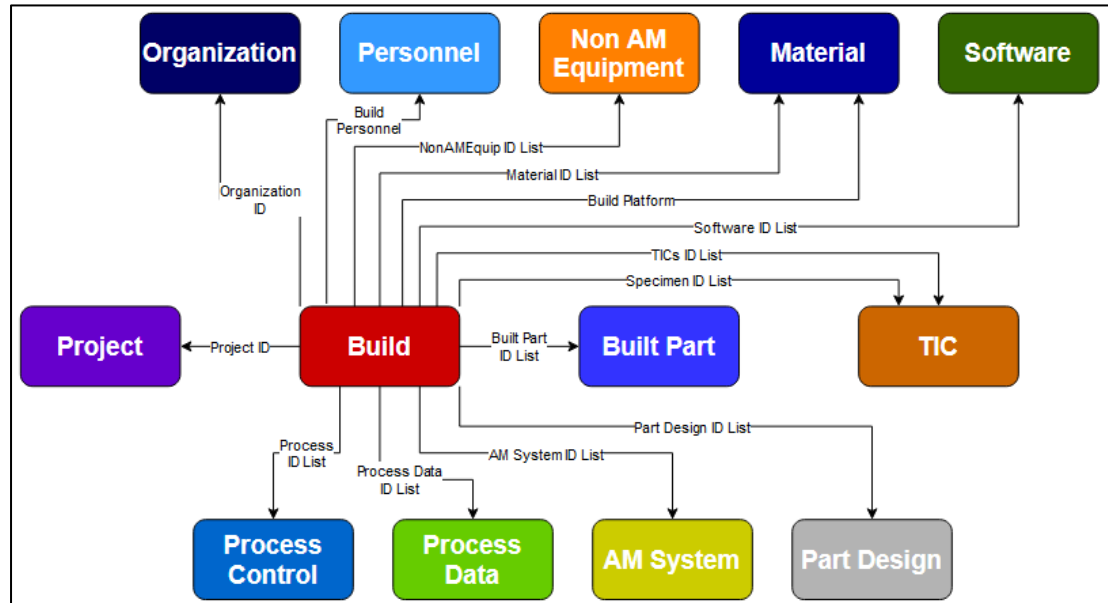 Organization
Personnel
Non AM
Equipment
Material
Software
Build
Personnel
NonAMEquip ID List
Material ID List
Organization
ID
Build Platform
Software ID List
TICs ID List
Specimen ID List
Project
Project ID
Build
Built Part
ID List
Built Part
TIC
Part Design ID List
Process
ID List
AM System ID List
Process Data
ID List
Process
Control
Process
Data
AM System
Part Design